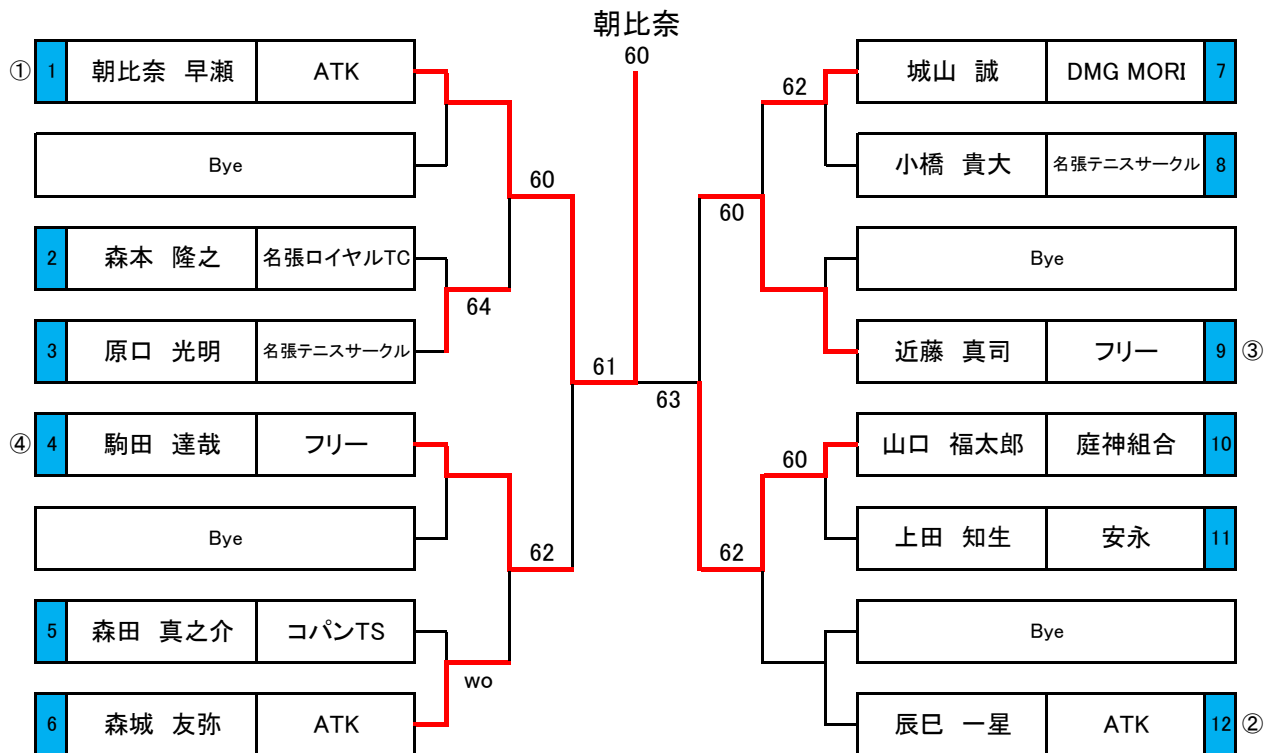 朝比奈
60
① 1 朝比奈 早瀬 ATK
Bye
2 森本 隆之 名張ロイヤルTC
3 原口 光明 名張テニスサークル
④ 4 駒田 達哉 フリー
Bye
5 森田 真之介 コパンTS
6 森城 友弥 ATK
60
64
61
62
wo
城山 誠 DMG MORI 7
小橋 貴大 名張テニスサークル 8
Bye
近藤 真司 フリー 9 ③
山口 福太郎 庭神組合 10
上田 知生 安永 11
Bye
辰巳 一星 ATK 12 ②
62
60
63
60
62